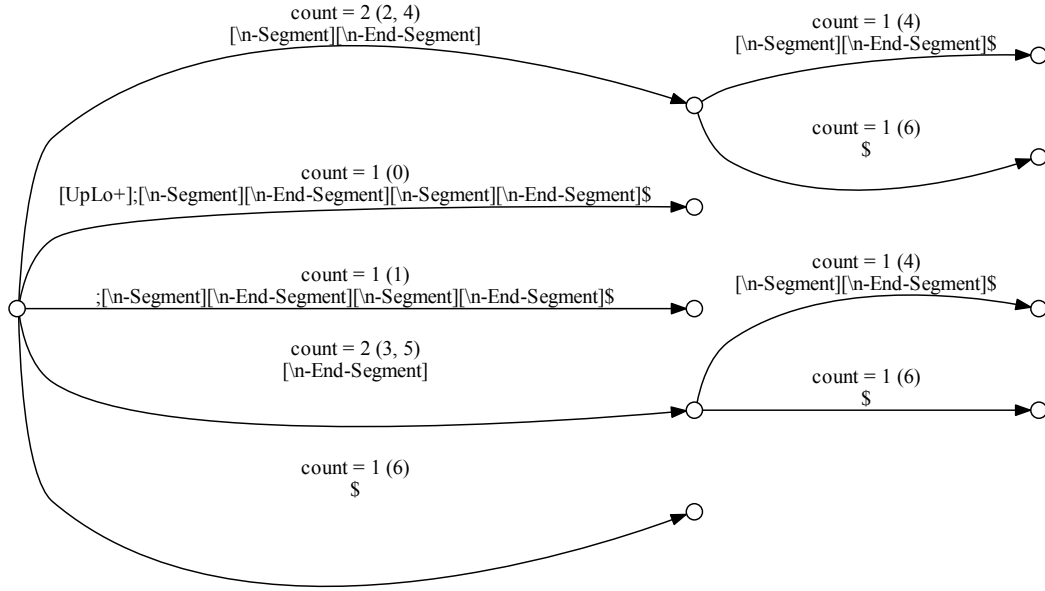 count = 2 (2, 4)
[\n-Segment][\n-End-Segment]
count = 1 (4)
[\n-Segment][\n-End-Segment]$
count = 1 (6)
$
count = 1 (0)
[UpLo+];[\n-Segment][\n-End-Segment][\n-Segment][\n-End-Segment]$
count = 1 (1)
;[\n-Segment][\n-End-Segment][\n-Segment][\n-End-Segment]$
count = 1 (4)
[\n-Segment][\n-End-Segment]$
count = 2 (3, 5)
[\n-End-Segment]
count = 1 (6)
$
count = 1 (6)
$